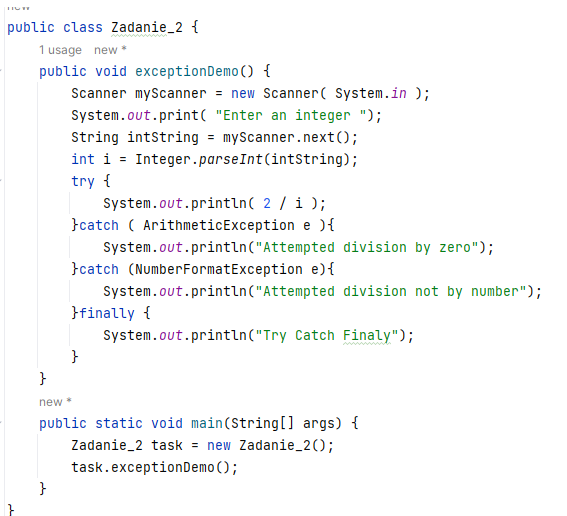 new
public class Zadanie_2 {
1 usage new *
public void exceptionDemo() {
Scanner myScanner = new Scanner( System.in );
System.out.print( "Enter an integer ");
String intString = myScanner.next();
int i = Integer.parseInt(intString);
try {
System.out.println( 2 / i );
}catch ( ArithmeticException e ){
System.out.println("Attempted division by zero");
}catch (NumberFormatException e){
System.out.println("Attempted division not by number");
}finally {
System.out.println("Try Catch Finaly");
}
}
new *
public static void main(String[] args) {
Zadanie_2 task = new Zadanie_2();
task.exceptionDemo();
}
}